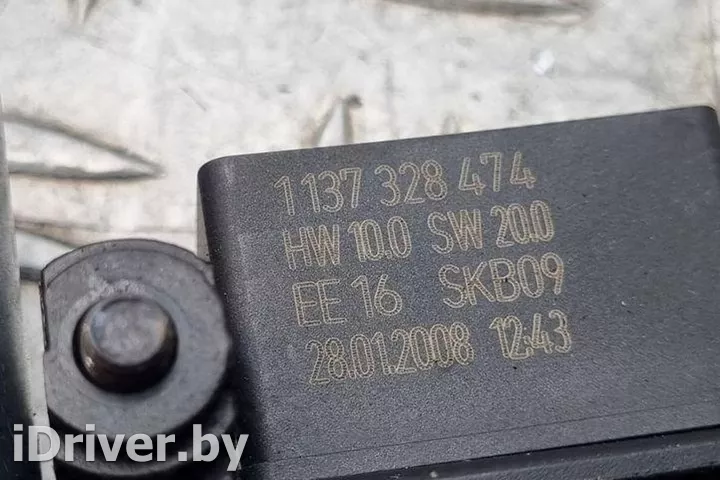 1 137 328 474
HW 10.0 SW 20.0
EE 16 SKB09
28.01.2008 12:43
iDriver.by